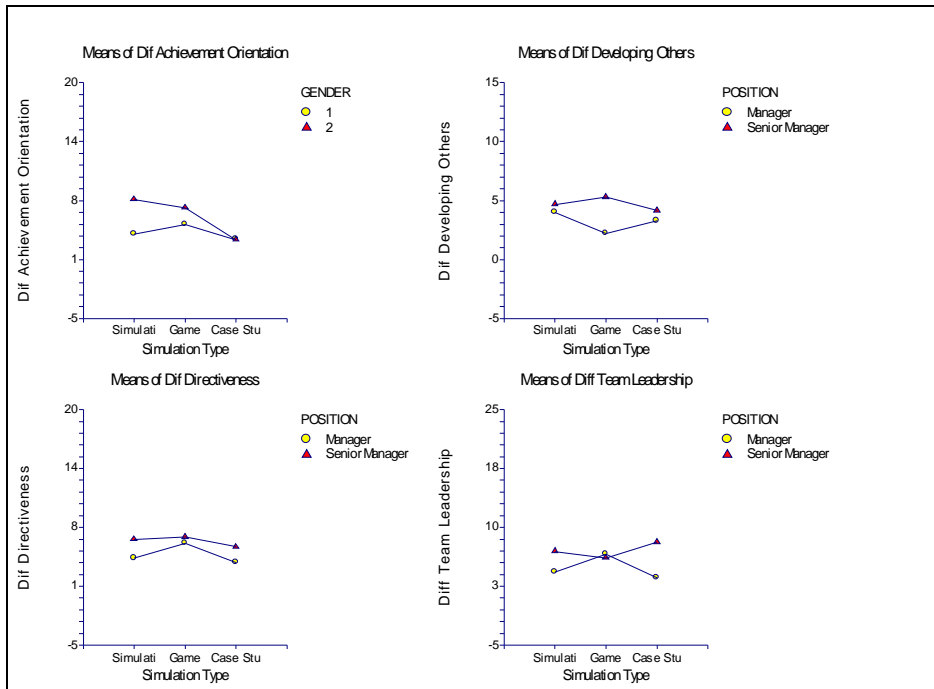 Means of Dif Achievement Orientation
Dif Achievement Orientation
20
14
8
1
-5
Simulati Game Case Stu
Simulation Type
GENDER
1
2
Means of Dif Developing Others
Dif Developing Others
15
10
5
0
-5
Simulati Game Case Stu
Simulation Type
POSITION
Manager
Senior Manager
Means of Dif Directiveness
Dif Directiveness
20
14
8
1
-5
Simulati Game Case Stu
Simulation Type
POSITION
Manager
Senior Manager
Means of Diff Team Leadership
Diff Team Leadership
25
18
10
3
-5
Simulati Game Case Stu
Simulation Type
POSITION
Manager
Senior Manager